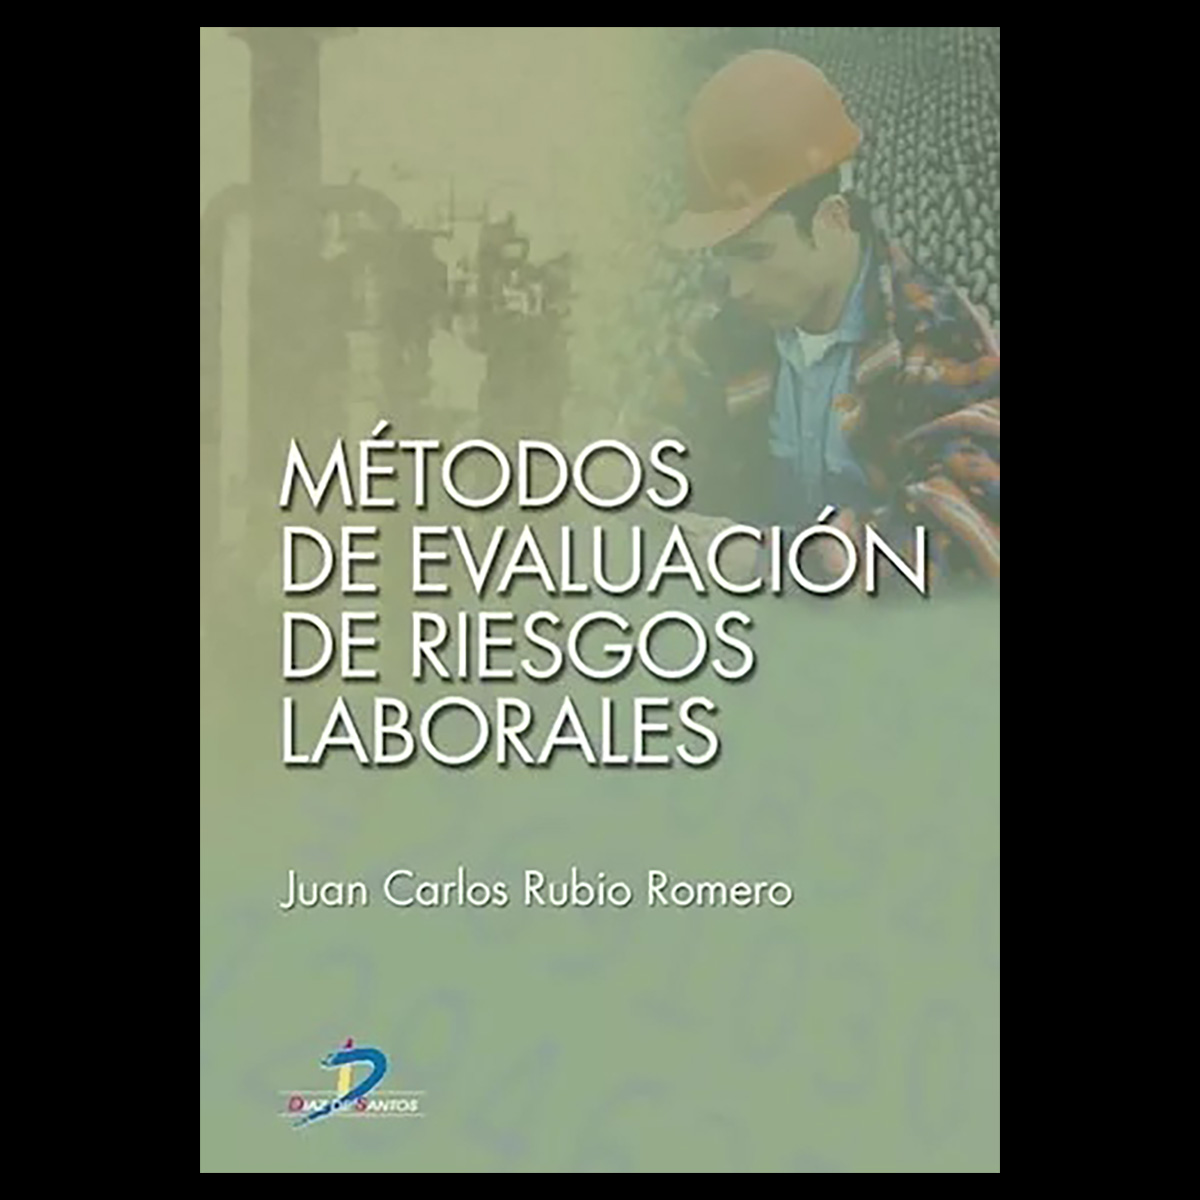 MÉTODOS
DE EVALUACIÓN
DE RIESGOS
LABORALES
Juan Carlos Rubio Romero
DIAZ DE SANTOS